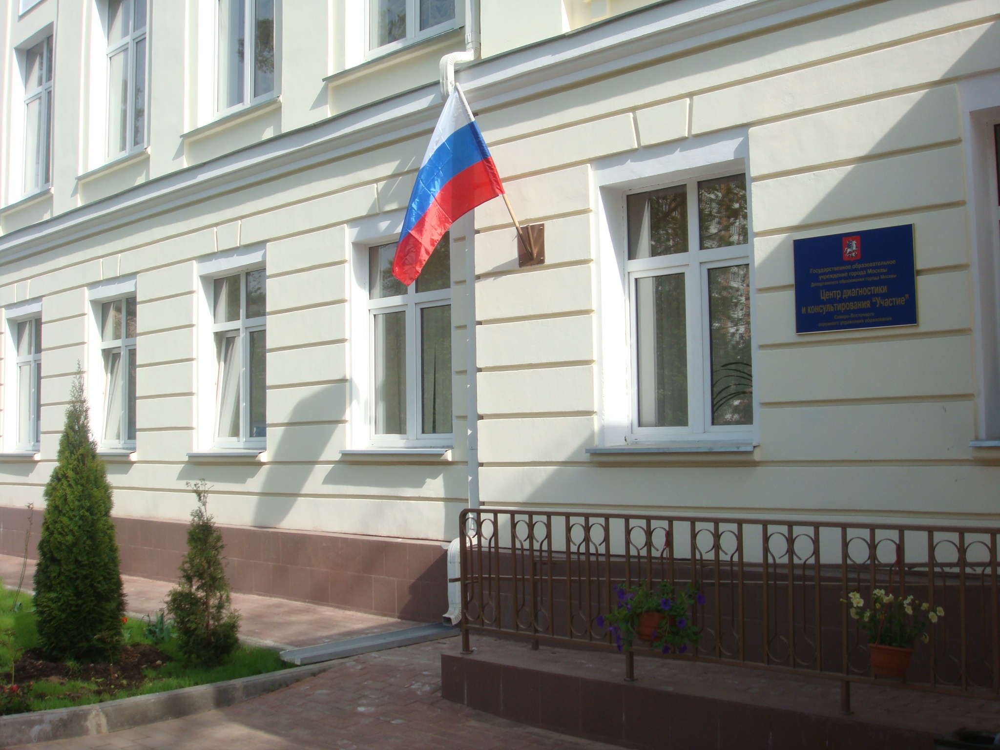 Государственное образовательное
учреждение города Москвы
Департамента образования города Москвы
Центр диагностики
и консультирования "Участие"
Северо-Восточного
окружного управления образования